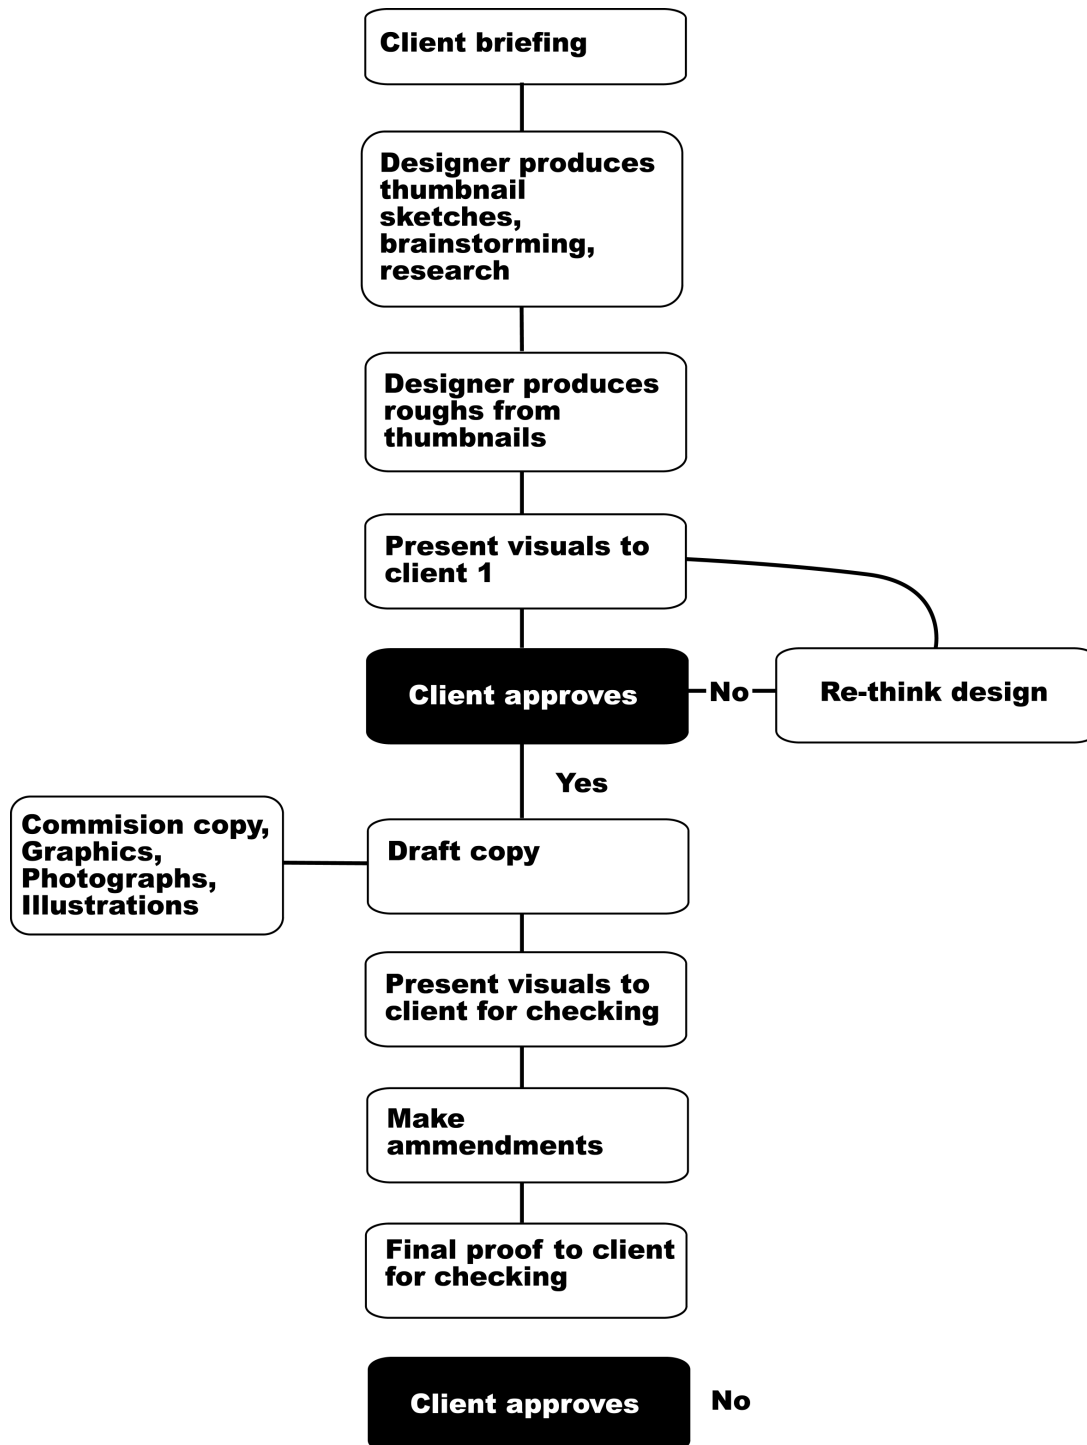 Client briefing
Designer produces
thumbnail
sketches,
brainstorming,
research
Designer produces
roughs from
thumbnails
Present visuals to
client 1
Client approves
No
Re-think design
Yes
Commision copy,
Graphics,
Photographs,
Illustrations
Draft copy
Present visuals to
client for checking
Make
ammendments
Final proof to client
for checking
Client approves
No